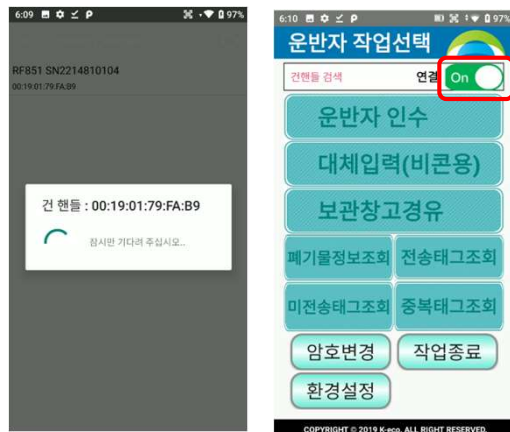 6:09
97%
RF851 SN2214810104
00:19:01:79:FA:B9
건 핸들 : 00:19:01:79:FA:B9
잠시만 기다려 주십시오..
6:10
97%
운반자 작업선택
건핸들 검색
연결
On
운반자 인수
대체입력(비콘용)
보관창고경유
폐기물정보조회
전송태그조회
미전송태그조회
중복태그조회
암호변경
작업종료
환경설정
COPYRIGHT © 2019 K-eco. ALL RIGHT RESERVED.